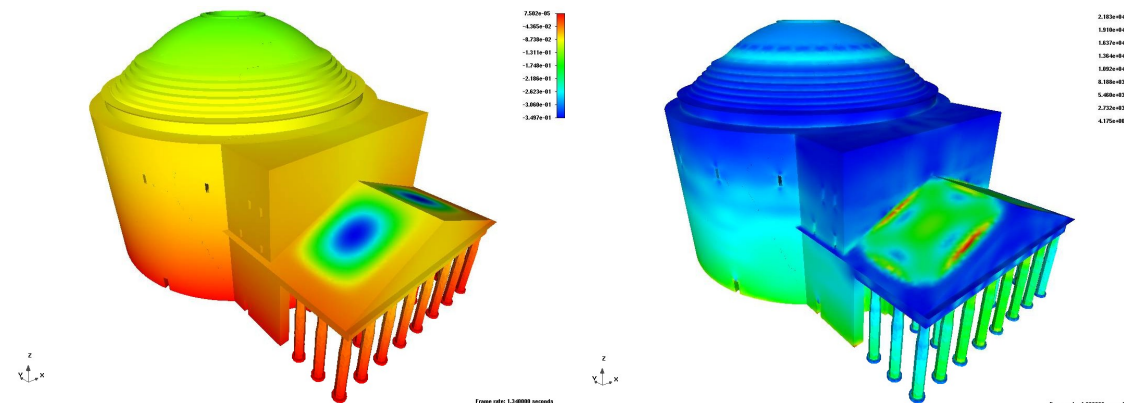 7.502e-05
-4.365e-02
-8.738e-02
-1.311e-01
-1.748e-01
-2.186e-01
-2.623e-01
-3.060e-01
-3.497e-01
Z
Y
X
Frame rate: 1.340000 seconds
2.183e+04
1.910e+04
1.637e+04
1.364e+04
1.092e+04
8.188e+03
5.460e+03
2.732e+03
4.175e+00
Z
Y
X